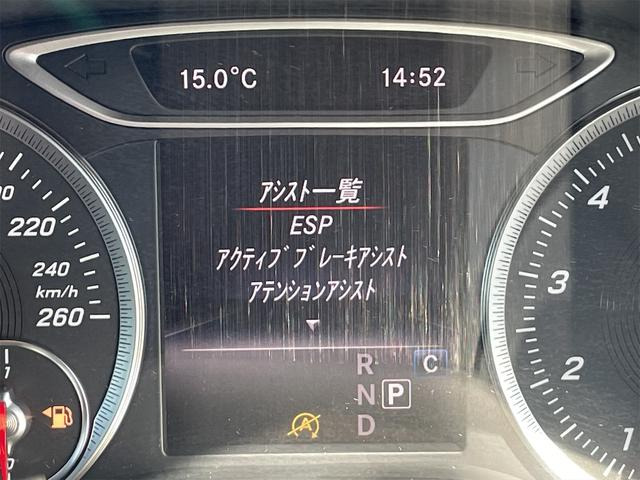 15.0°C 14:52
アシスト一覧
ESP
アクティブブレーキアシスト
アテンションアシスト
220
240
km/h
260
R
C
N P
D
A
4
3
2
1